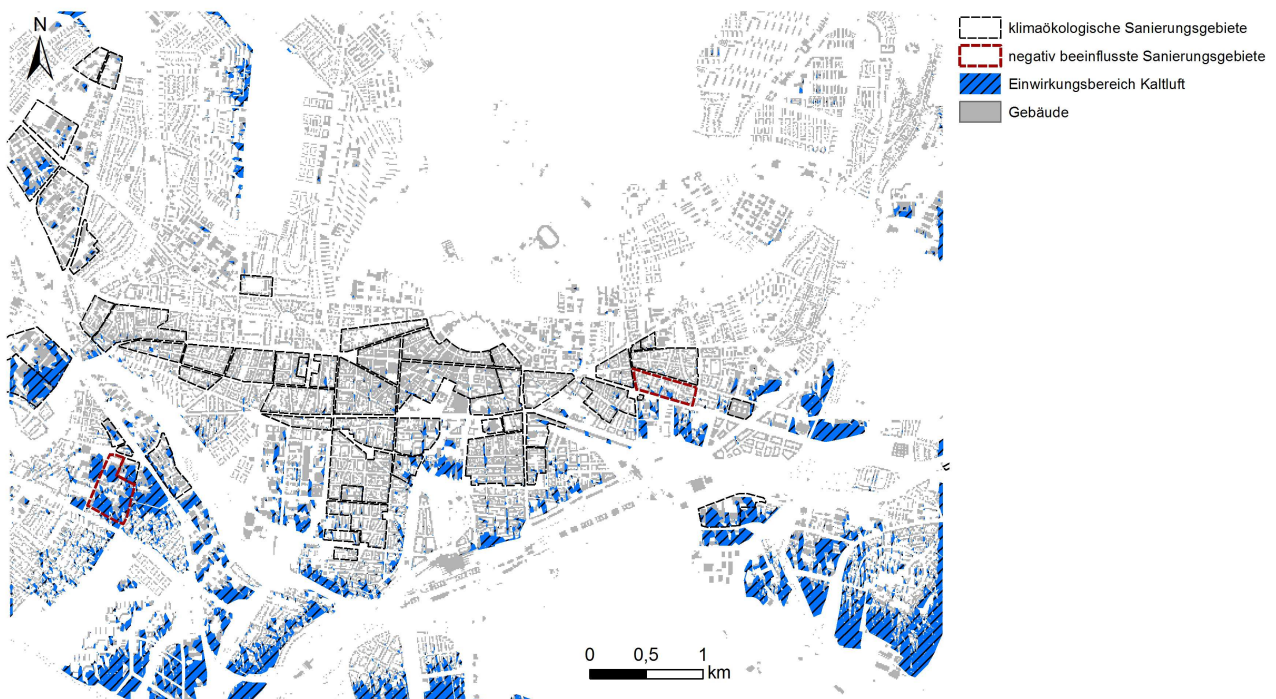 N
klimaökologische Sanierungsgebiete
negativ beeinflusste Sanierungsgebiete
Einwirkungsbereich Kaltluft
Gebäude
0 0,5 1
km